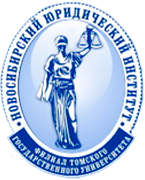 НОВОСИБИРСКИЙ ЮРИДИЧЕСКИЙ ИНСТИТУТ
ФИЛИАЛ ТОМСКОГО
ГОСУДАРСТВЕННОГО УНИВЕРСИТЕТА